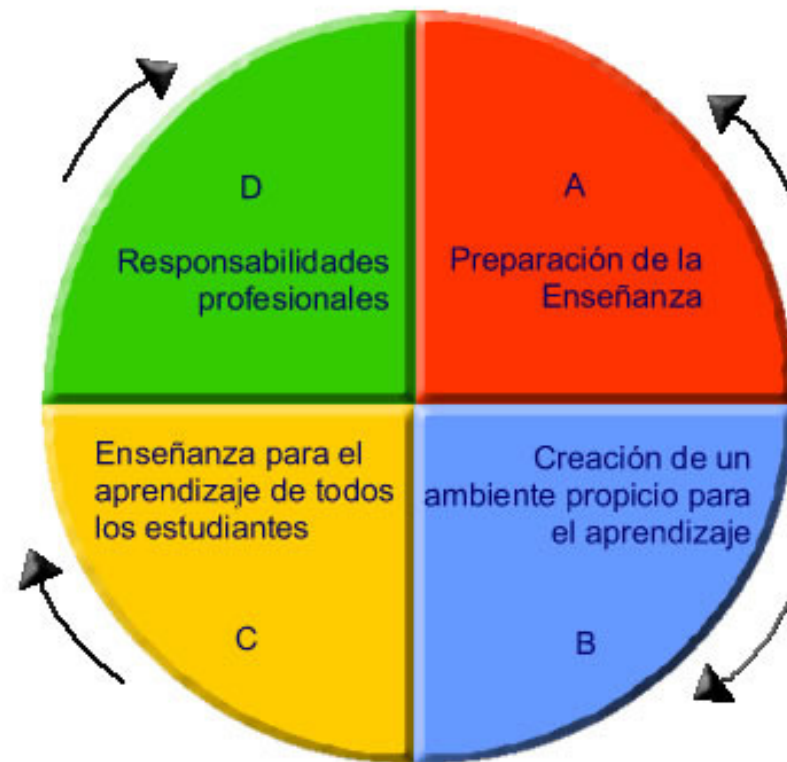 D
Responsabilidades
profesionales
A
Preparación de la
Enseñanza
Enseñanza para el
aprendizaje de todos
los estudiantes
C
Creación de un
ambiente propicio para
el aprendizaje
B